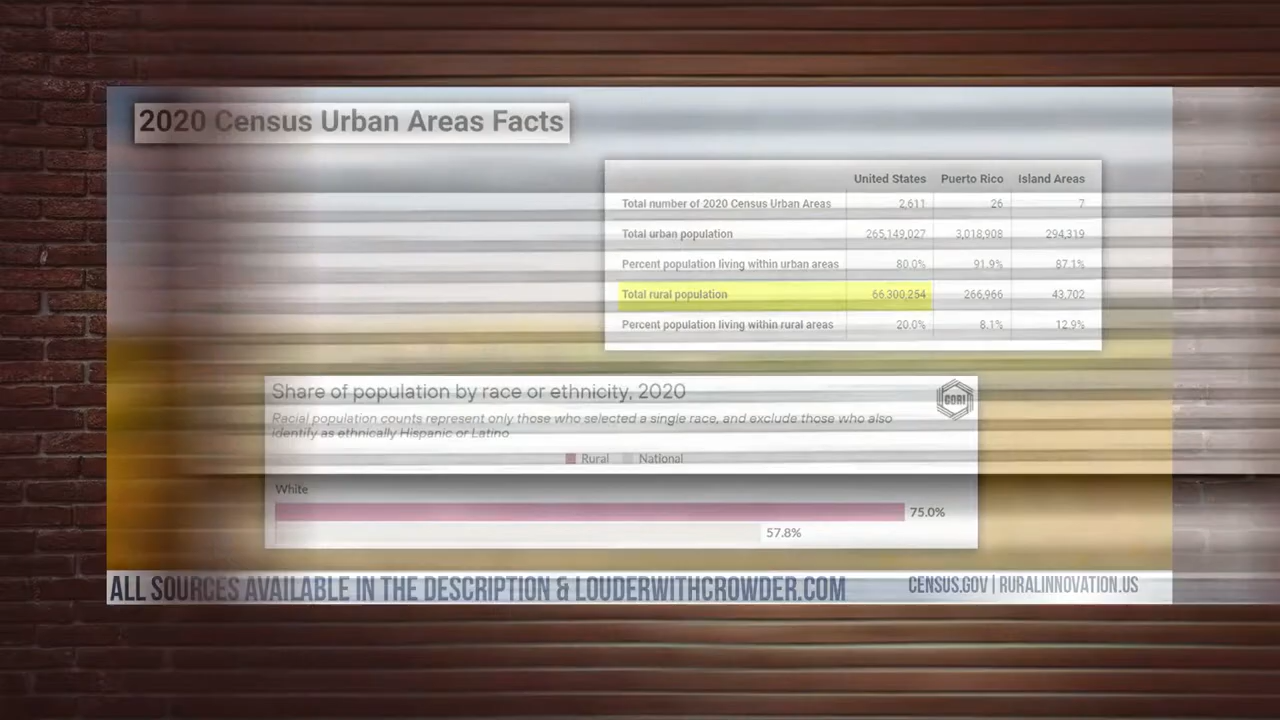 2020 Census Urban Areas Facts
United States Puerto Rico Island Areas
Total number of 2020 Census Urban Areas 2,611 26 7
Total urban population 265,149,027 3,018,908 294,319
Percent population living within urban areas 80.0% 91.9% 87.1%
Total rural population 66,300,254 266,966 43,702
Percent population living within rural areas 20.0% 8.1% 12.9%
Share of population by race or ethnicity, 2020
CORI
Racial population counts represent only those who selected a single race, and exclude those who also
identify as ethnically Hispanic or Latino
Rural National
White
75.0%
57.8%
ALL SOURCES AVAILABLE IN THE DESCRIPTION & LOUDERWITHCROWDER.COM
CENSUS.GOV | RURALINNOVATION.US